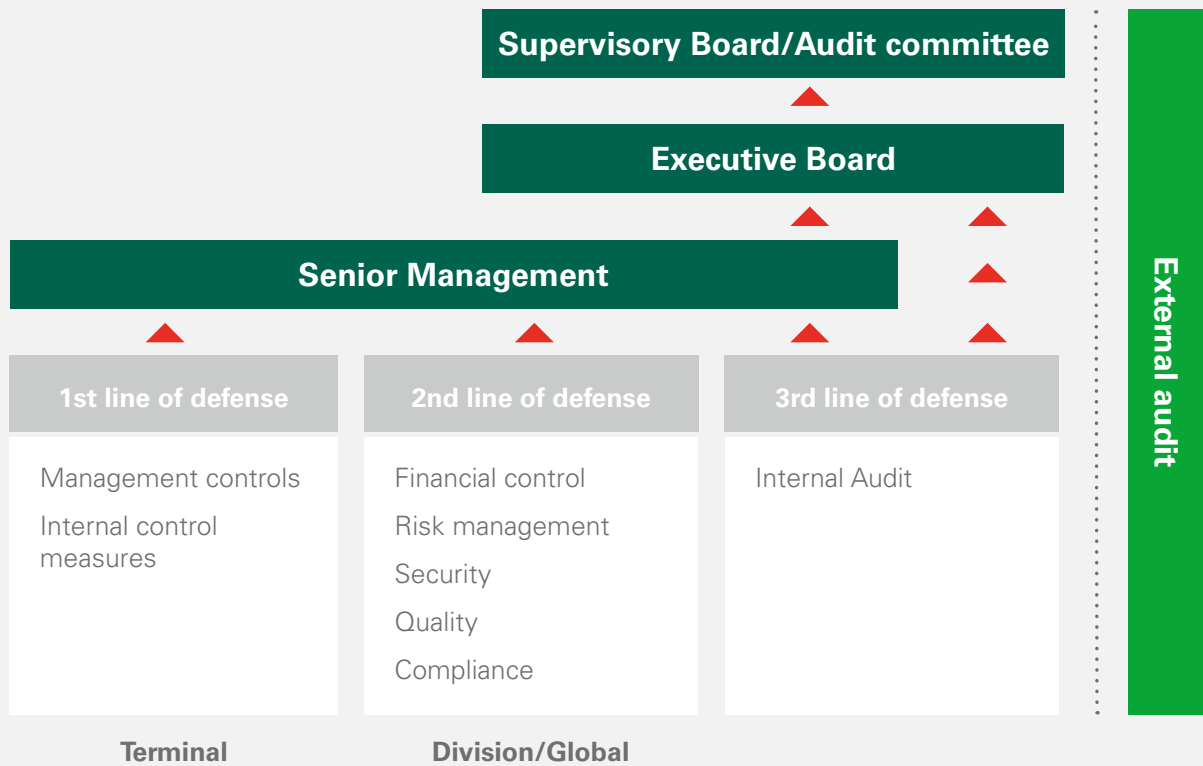 Supervisory Board/Audit committee
Executive Board
Senior Management
1st line of defense
2nd line of defense
3rd line of defense
Management controls
Internal control
measures
Financial control
Risk management
Security
Quality
Compliance
Internal Audit
Terminal
Division/Global
External audit